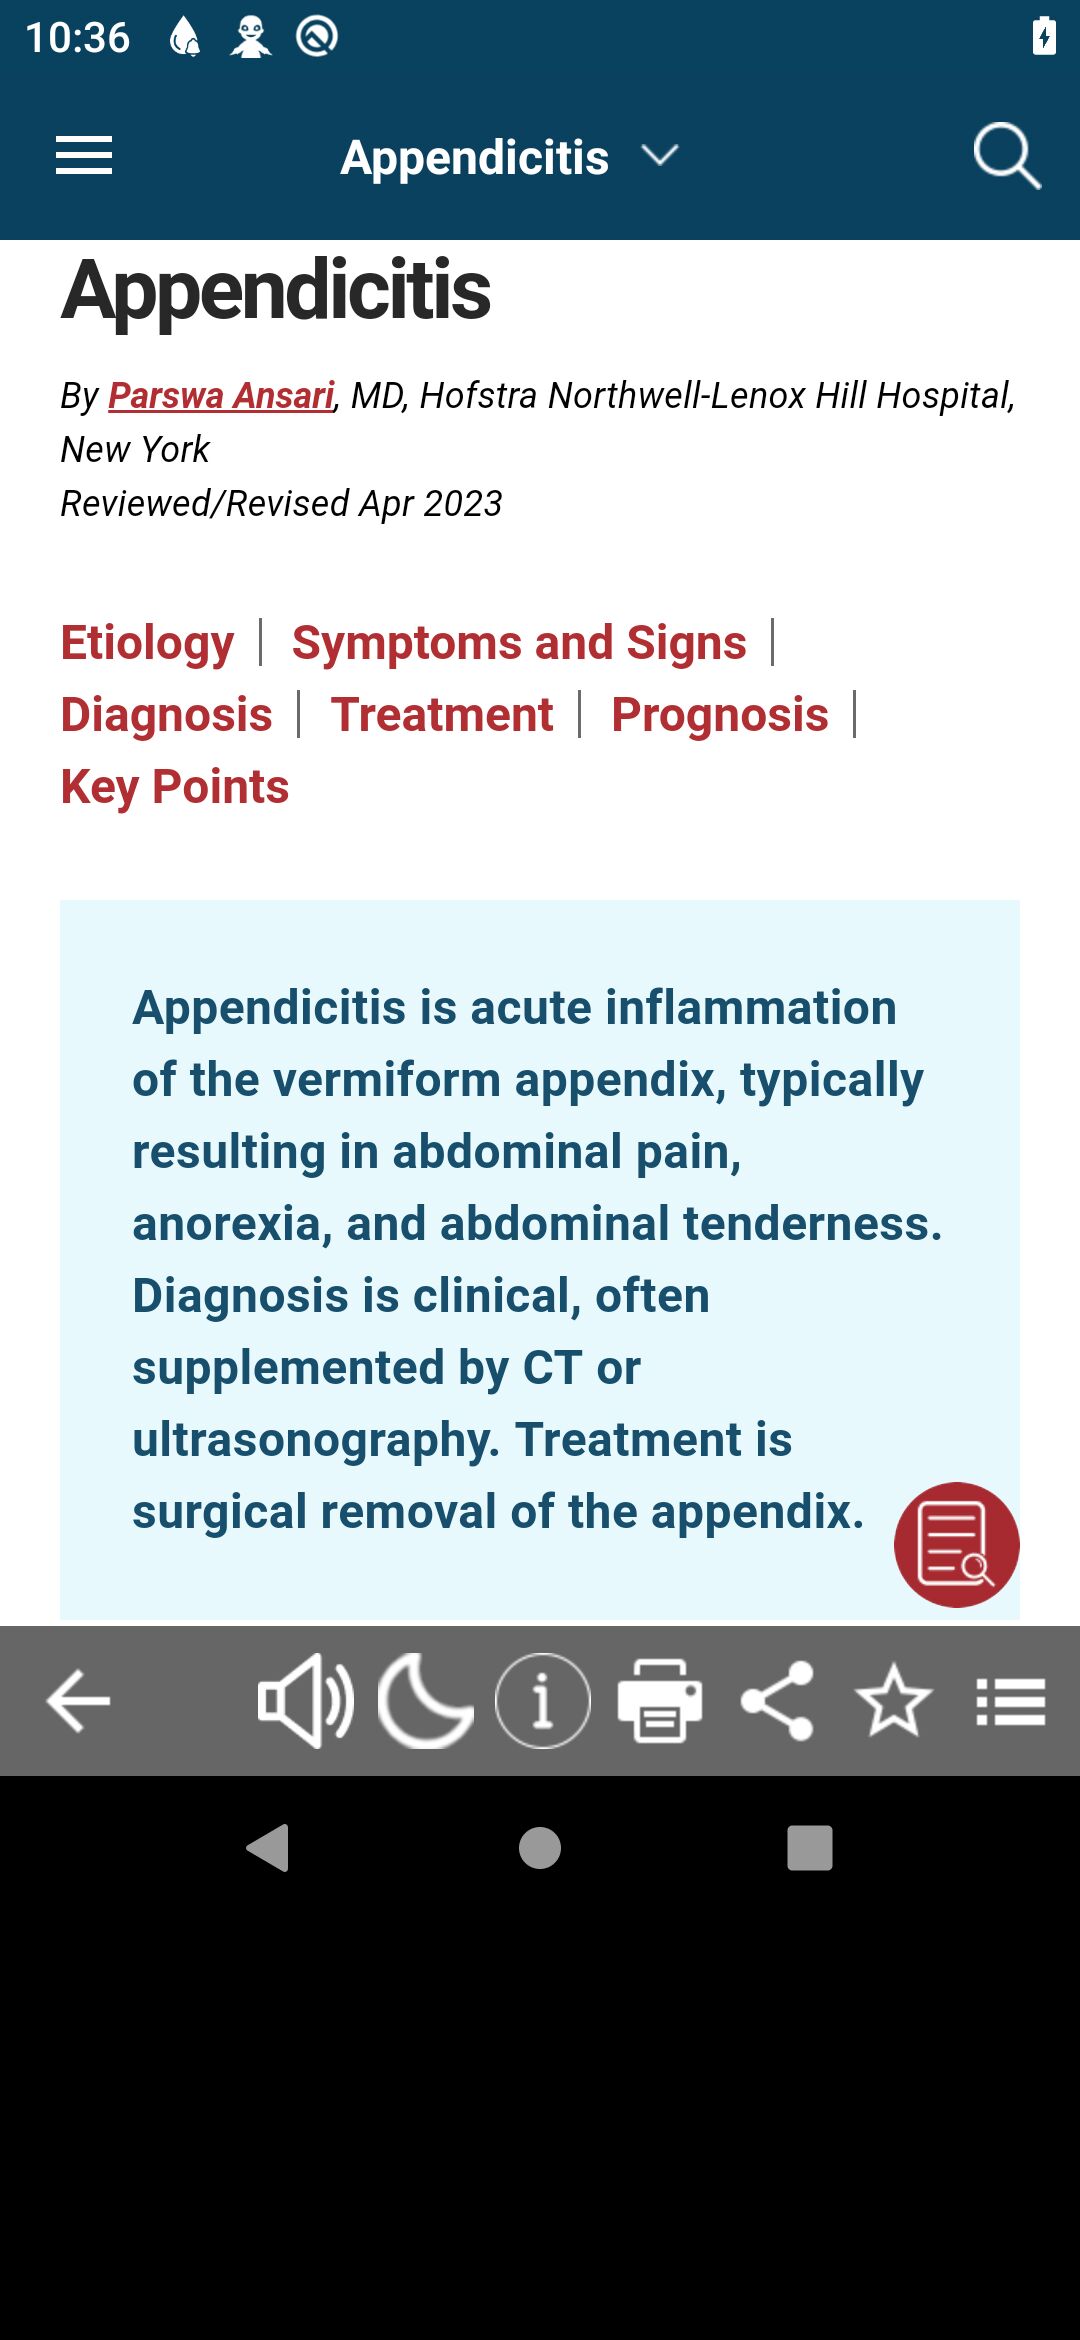 10:36
Appendicitis
Appendicitis
By Parswa Ansari, MD, Hofstra Northwell-Lenox Hill Hospital,
New York
Reviewed/Revised Apr 2023
Etiology | Symptoms and Signs |
Diagnosis | Treatment | Prognosis |
Key Points
Appendicitis is acute inflammation
of the vermiform appendix, typically
resulting in abdominal pain,
anorexia, and abdominal tenderness.
Diagnosis is clinical, often
supplemented by CT or
ultrasonography. Treatment is
surgical removal of the appendix.